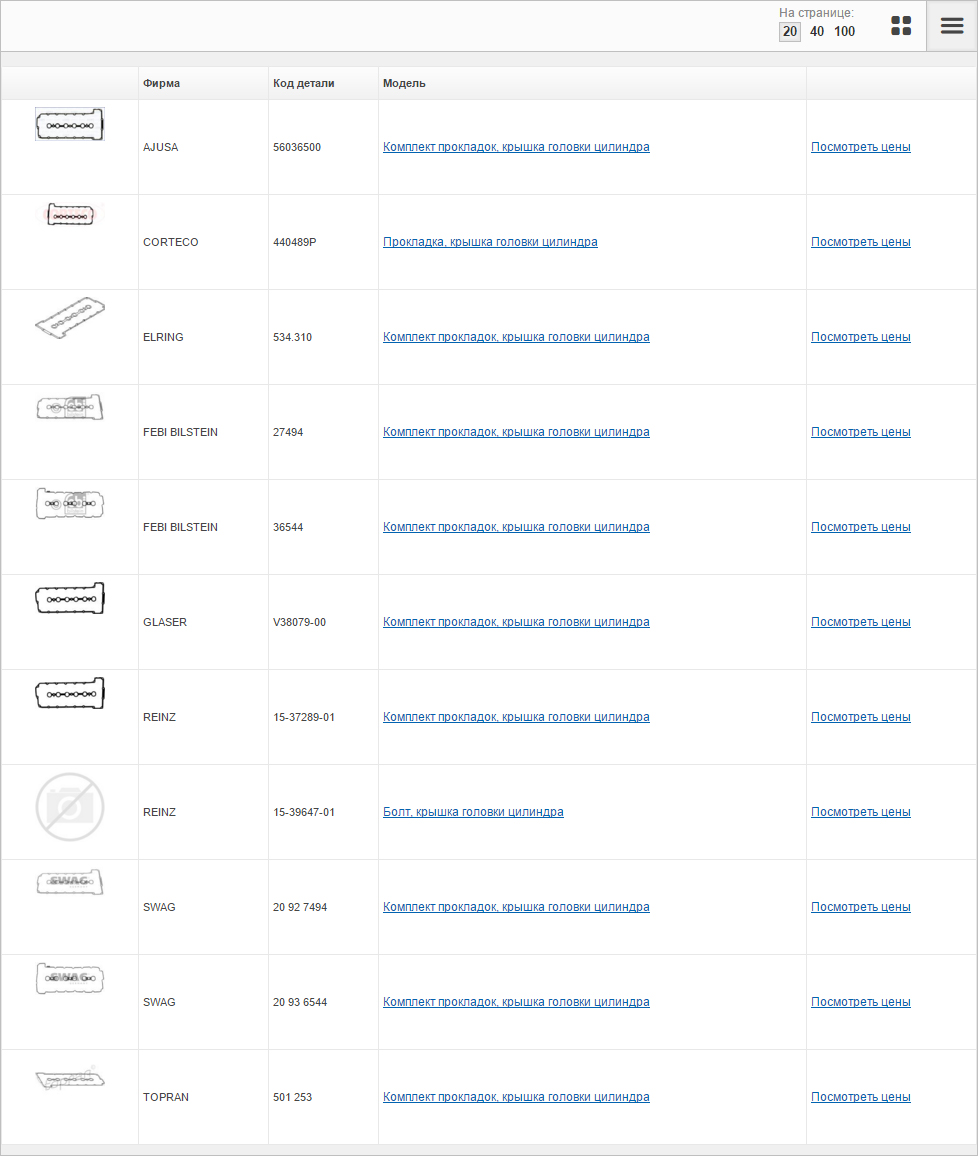 На странице:
20 40 100
Фирма Код детали Модель
AJUSA 56036500 Комплект прокладок, крышка головки цилиндра Посмотреть цены
CORTECO 440489P Прокладка, крышка головки цилиндра Посмотреть цены
ELRING 534.310 Комплект прокладок, крышка головки цилиндра Посмотреть цены
FEBI BILSTEIN 27494 Комплект прокладок, крышка головки цилиндра Посмотреть цены
FEBI BILSTEIN 36544 Комплект прокладок, крышка головки цилиндра Посмотреть цены
GLASER V38079-00 Комплект прокладок, крышка головки цилиндра Посмотреть цены
REINZ 15-37289-01 Комплект прокладок, крышка головки цилиндра Посмотреть цены
REINZ 15-39647-01 Болт, крышка головки цилиндра Посмотреть цены
SWAG
SWAG 20 92 7494 Комплект прокладок, крышка головки цилиндра Посмотреть цены
SWAG
SWAG 20 93 6544 Комплект прокладок, крышка головки цилиндра Посмотреть цены
TOPRAN 501 253 Комплект прокладок, крышка головки цилиндра Посмотреть цены